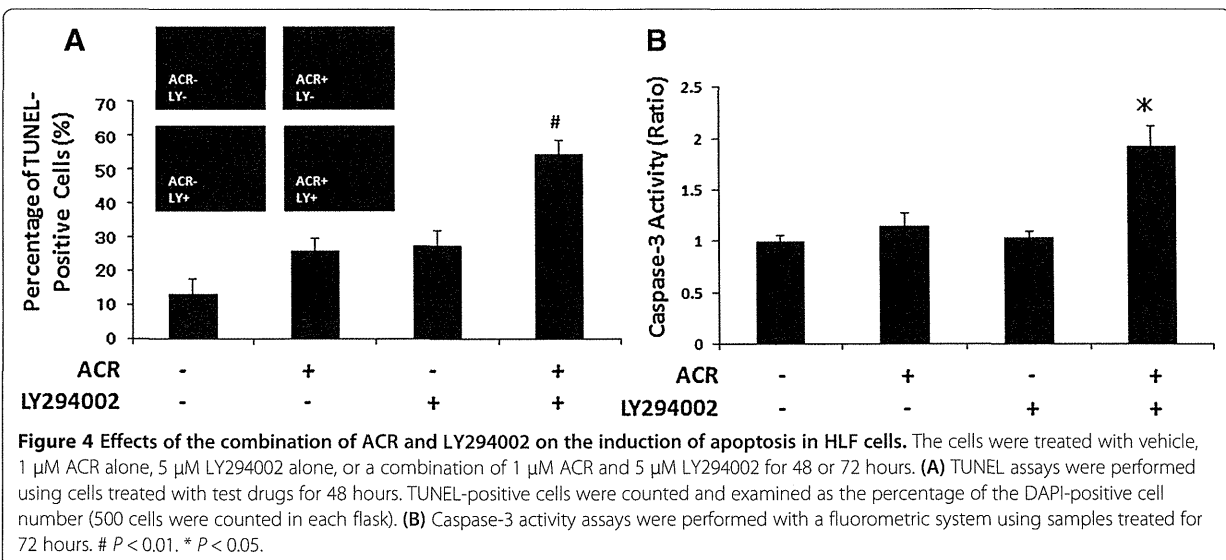 A
ACR-
LY-
ACR+
LY-
ACR-
LY+
ACR+
LY+
Percentage of TUNEL-
Positive Cells (%)
70
60
50
40
30
20
10
0
#
ACR - + - +
LY294002 - - + +
B
Caspase-3 Activity (Ratio)
2.5
2
1.5
1
0.5
0
*
ACR - + - +
LY294002 - - + +
Figure 4 Effects of the combination of ACR and LY294002 on the induction of apoptosis in HLF cells. The cells were treated with vehicle,
1 μM ACR alone, 5 μM LY294002 alone, or a combination of 1 μM ACR and 5 μM LY294002 for 48 or 72 hours. (A) TUNEL assays were performed
using cells treated with test drugs for 48 hours. TUNEL-positive cells were counted and examined as the percentage of the DAPI-positive cell
number (500 cells were counted in each flask). (B) Caspase-3 activity assays were performed with a fluorometric system using samples treated for
72 hours. # P < 0.01. * P < 0.05.